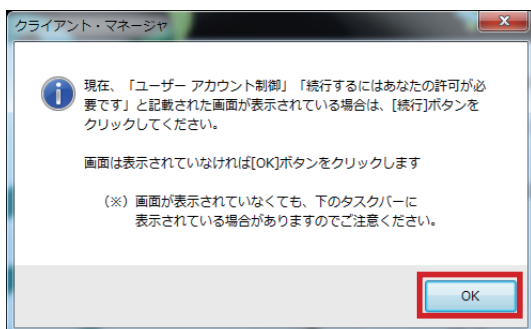 クライアント・マネージャ
現在、「ユーザー アカウント制御」「続行するにはあなたの許可が必
要です」と記載された画面が表示されている場合は、[続行]ボタンを
クリックしてください。
画面は表示されていなければ[OK]ボタンをクリックします
（※）画面が表示されていなくても、下のタスクバーに
表示されている場合がありますのでご注意ください。
OK